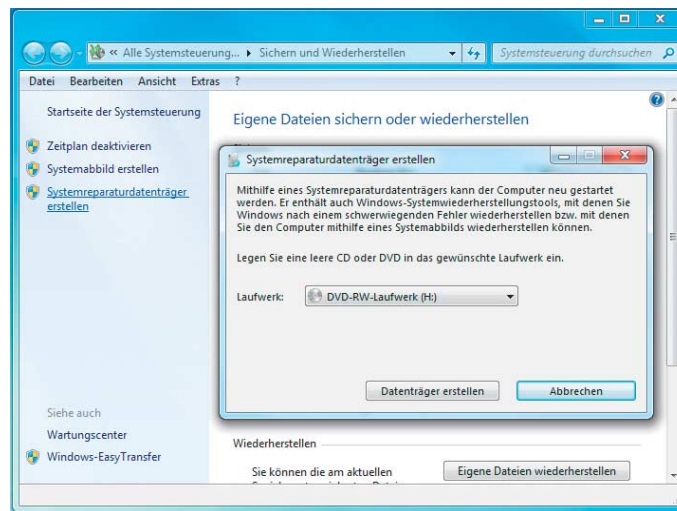 « Alle Systemsteuerung... ▸ Sichern und Wiederherstellen
Systemsteuerung durchsuchen
Datei Bearbeiten Ansicht Extras ?
Startseite der Systemsteuerung
Zeitplan deaktivieren
Systemabbild erstellen
Systemreparaturdatenträger
erstellen
Siehe auch
Wartungscenter
Windows-EasyTransfer
Eigene Dateien sichern oder wiederherstellen
Systemreparaturdatenträger erstellen
Mithilfe eines Systemreparaturdatenträgers kann der Computer neu gestartet
werden. Er enthält auch Windows-Systemwiederherstellungstools, mit denen Sie
Windows nach einem schwerwiegenden Fehler wiederherstellen bzw. mit denen
Sie den Computer mithilfe eines Systemabbilds wiederherstellen können.
Legen Sie eine leere CD oder DVD in das gewünschte Laufwerk ein.
Laufwerk: DVD-RW-Laufwerk (H:)
Datenträger erstellen Abbrechen
Wiederherstellen
Sie können die am aktuellen
Eigene Dateien wiederherstellen